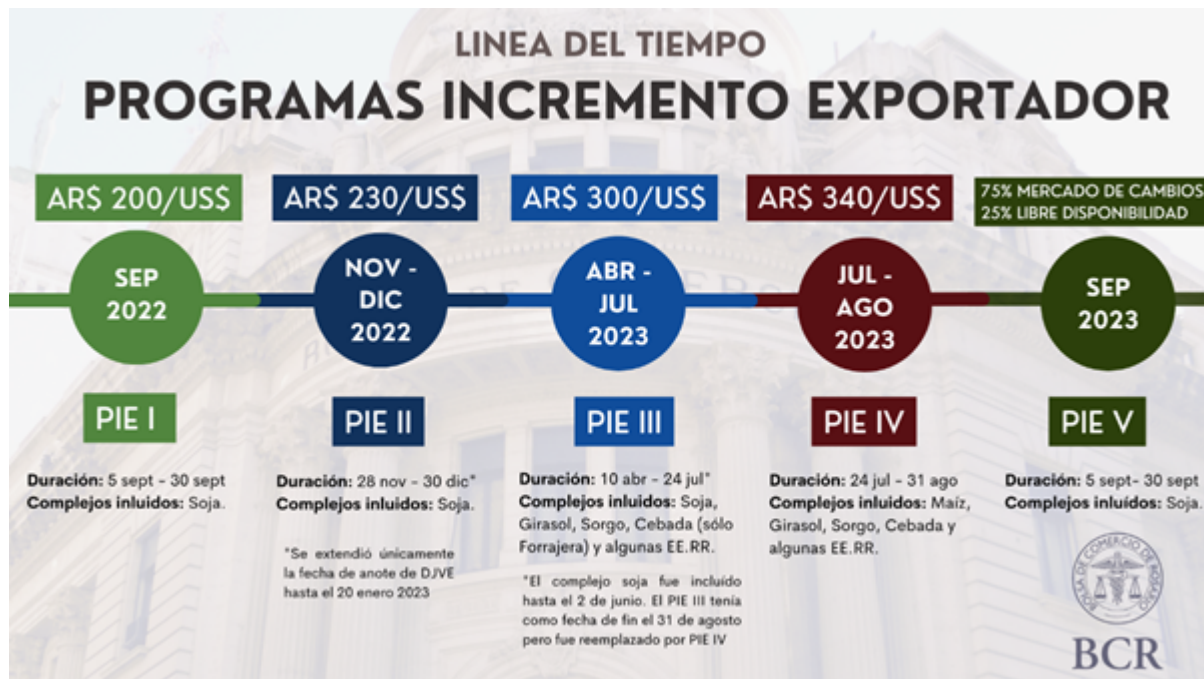 LINEA DEL TIEMPO
PROGRAMAS INCREMENTO EXPORTADOR
AR$ 200/US$
SEP
2022
PIE I
Duración: 5 sept - 30 sept
Complejos inluidos: Soja.
AR$ 230/US$
NOV -
DIC
2022
PIE II
Duración: 28 nov - 30 dic*
Complejos inluidos: Soja.
*Se extendió únicamente
la fecha de anote de DJVE
hasta el 20 enero 2023
AR$ 300/US$
ABR -
JUL
2023
PIE III
Duración: 10 abr - 24 jul*
Complejos inluidos: Soja,
Girasol, Sorgo, Cebada (sólo
Forrajera) y algunas EE.RR.
*El complejo soja fue incluído
hasta el 2 de junio. El PIE III tenía
como fecha de fin el 31 de agosto
pero fue reemplazado por PIE IV
AR$ 340/US$
JUL -
AGO
2023
PIE IV
Duración: 24 jul - 31 ago
Complejos inluidos: Maíz,
Girasol, Sorgo, Cebada y
algunas EE.RR.
75% MERCADO DE CAMBIOS
25% LIBRE DISPONIBILIDAD
SEP
2023
PIE V
Duración: 5 sept- 30 sept
Complejos inluídos: Soja.
BOLSA DE COMERCIO DE ROSARIO
BCR